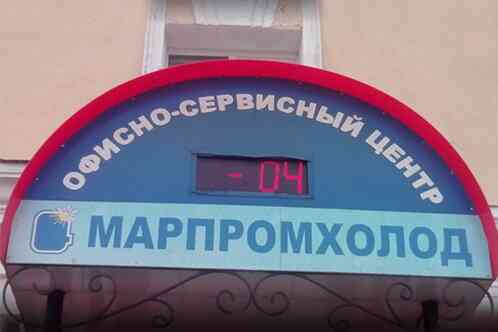 ОФИСНО-СЕРВИСНЫЙ ЦЕНТР
- 04
МАРПРОМХОЛОД